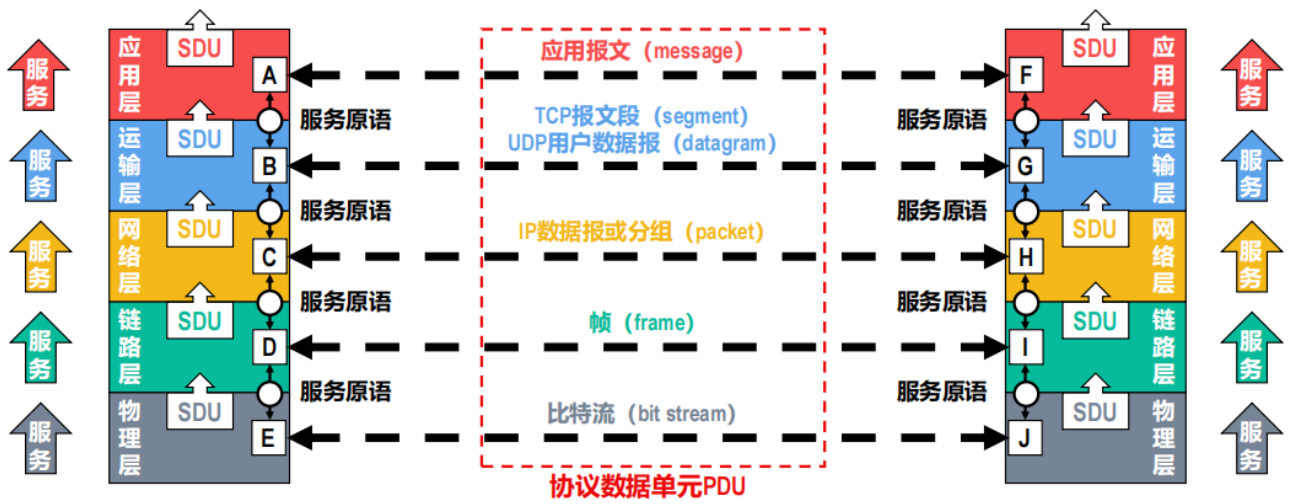 服务
应用层
SDU
A
应用报文（message）
F
SDU
应用层
服务
服务原语
服务原语
服务
运输层
SDU
B
TCP报文段（segment）
UDP用户数据报（datagram）
G
SDU
运输层
服务
服务原语
服务原语
服务
网络层
SDU
C
IP数据报或分组（packet）
H
SDU
网络层
服务
服务原语
服务原语
服务
链路层
SDU
D
帧（frame）
I
SDU
链路层
服务
服务原语
服务原语
服务
物理层
SDU
E
比特流（bit stream）
J
SDU
物理层
服务
协议数据单元PDU